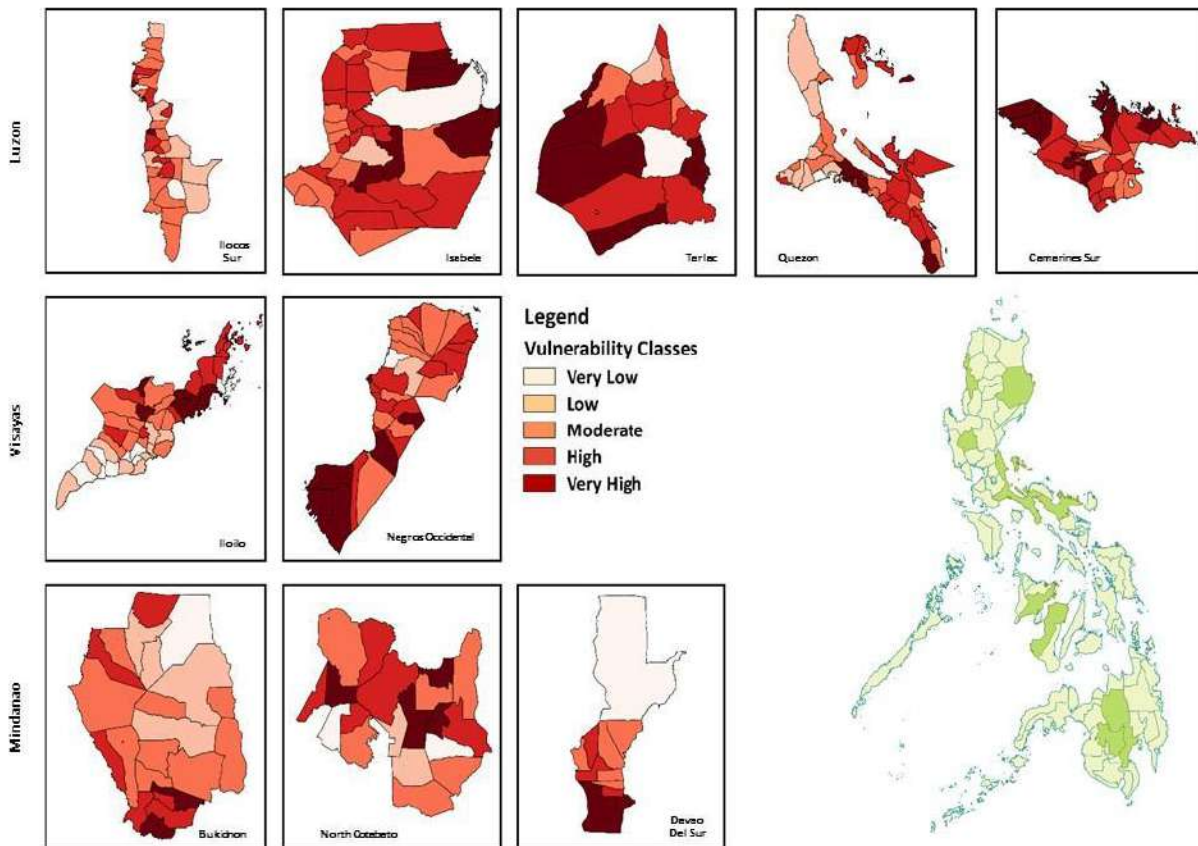 Luzon
Ilocos
Sur
Isabela
Tarlac
Quezon
Camarines Sur
Visayas
Iloilo
Negros Occidental
Legend
Vulnerability Classes
Very Low
Low
Moderate
High
Very High
Mindanao
Bukidnon
North Cotabato
Davao
Del Sur